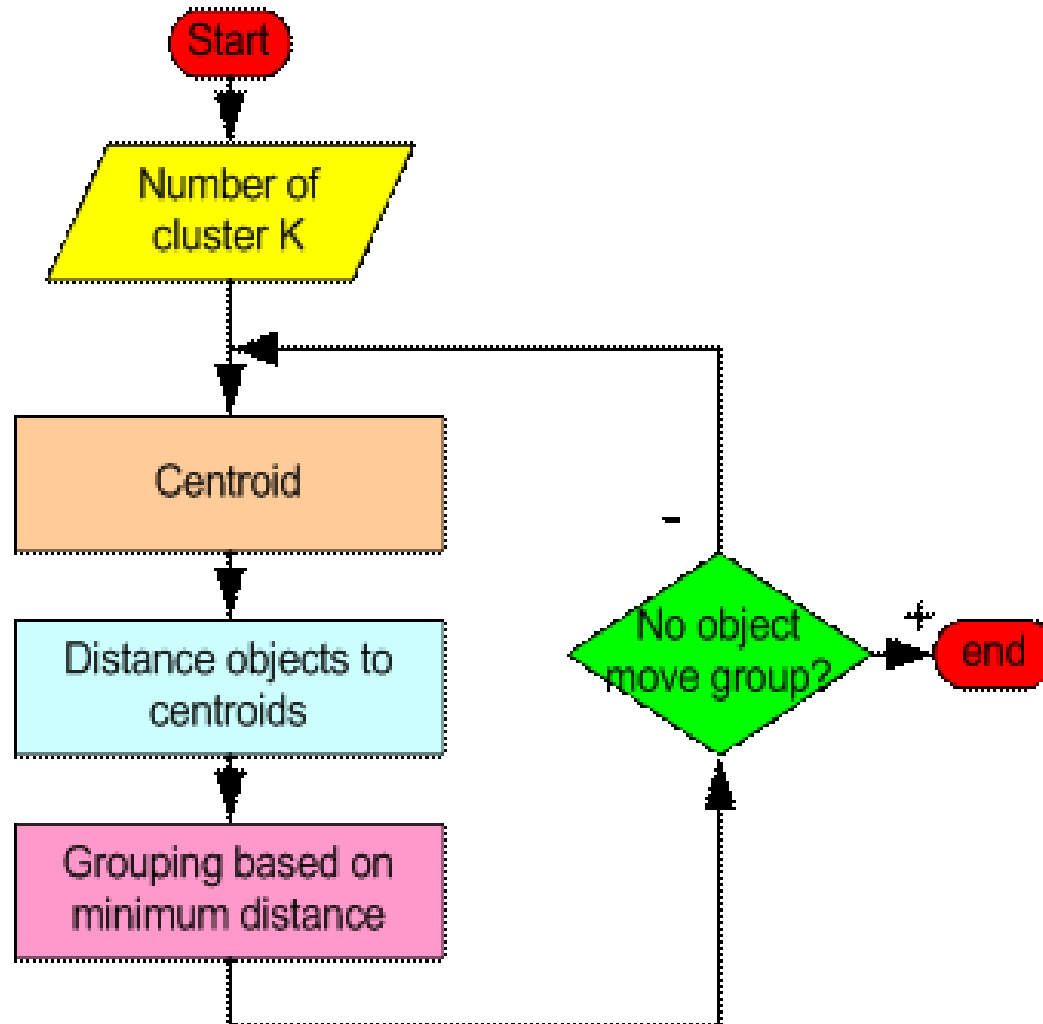 Start
Number of
cluster K
Centroid
Distance objects to
centroids
Grouping based on
minimum distance
-
No object
move group?
+
end